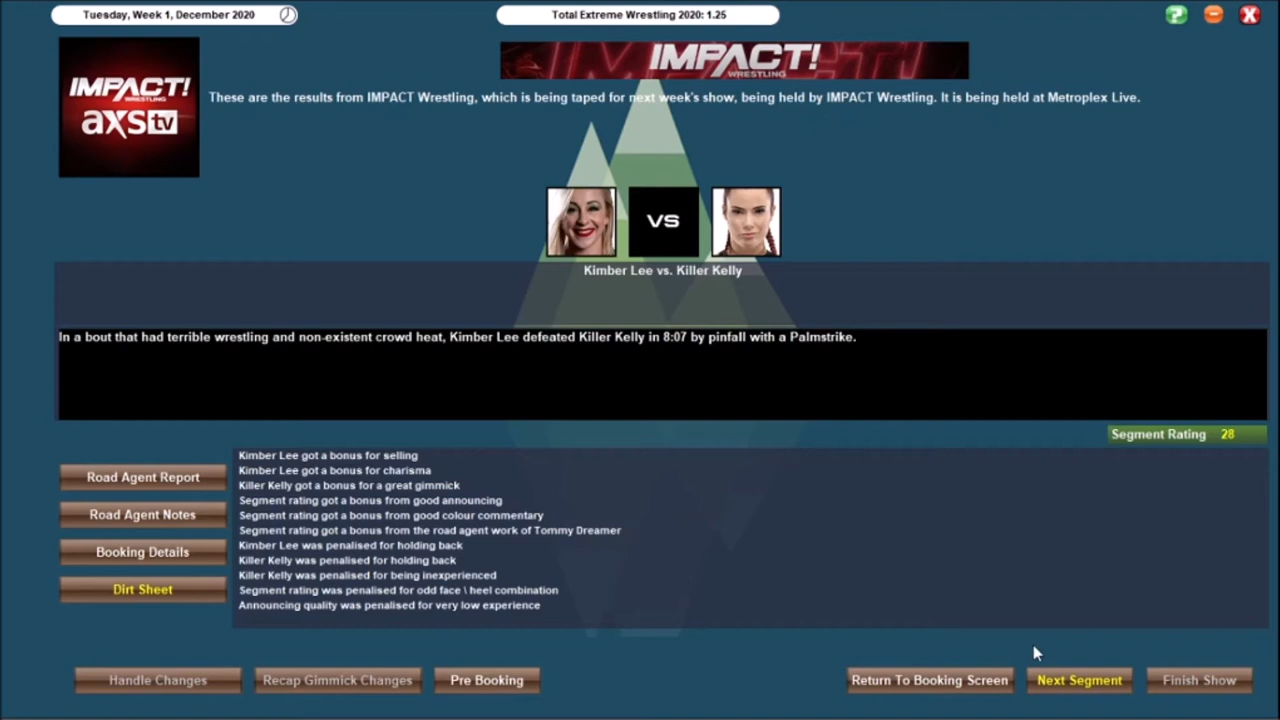 Tuesday, Week 1, December 2020
Total Extreme Wrestling 2020: 1.25
IMPACT!
WRESTLING
axs tv
IMPACT!
WRESTLING
These are the results from IMPACT Wrestling, which is being taped for next week's show, being held by IMPACT Wrestling. It is being held at Metroplex Live.
VS
Kimber Lee vs. Killer Kelly
In a bout that had terrible wrestling and non-existent crowd heat, Kimber Lee defeated Killer Kelly in 8:07 by pinfall with a Palmstrike.
Segment Rating 28
Road Agent Report
Road Agent Notes
Booking Details
Dirt Sheet
Kimber Lee got a bonus for selling
Kimber Lee got a bonus for charisma
Killer Kelly got a bonus for a great gimmick
Segment rating got a bonus from good announcing
Segment rating got a bonus from good colour commentary
Segment rating got a bonus from the road agent work of Tommy Dreamer
Kimber Lee was penalised for holding back
Killer Kelly was penalised for holding back
Killer Kelly was penalised for being inexperienced
Segment rating was penalised for odd face \ heel combination
Announcing quality was penalised for very low experience
Handle Changes
Recap Gimmick Changes
Pre Booking
Return To Booking Screen
Next Segment
Finish Show